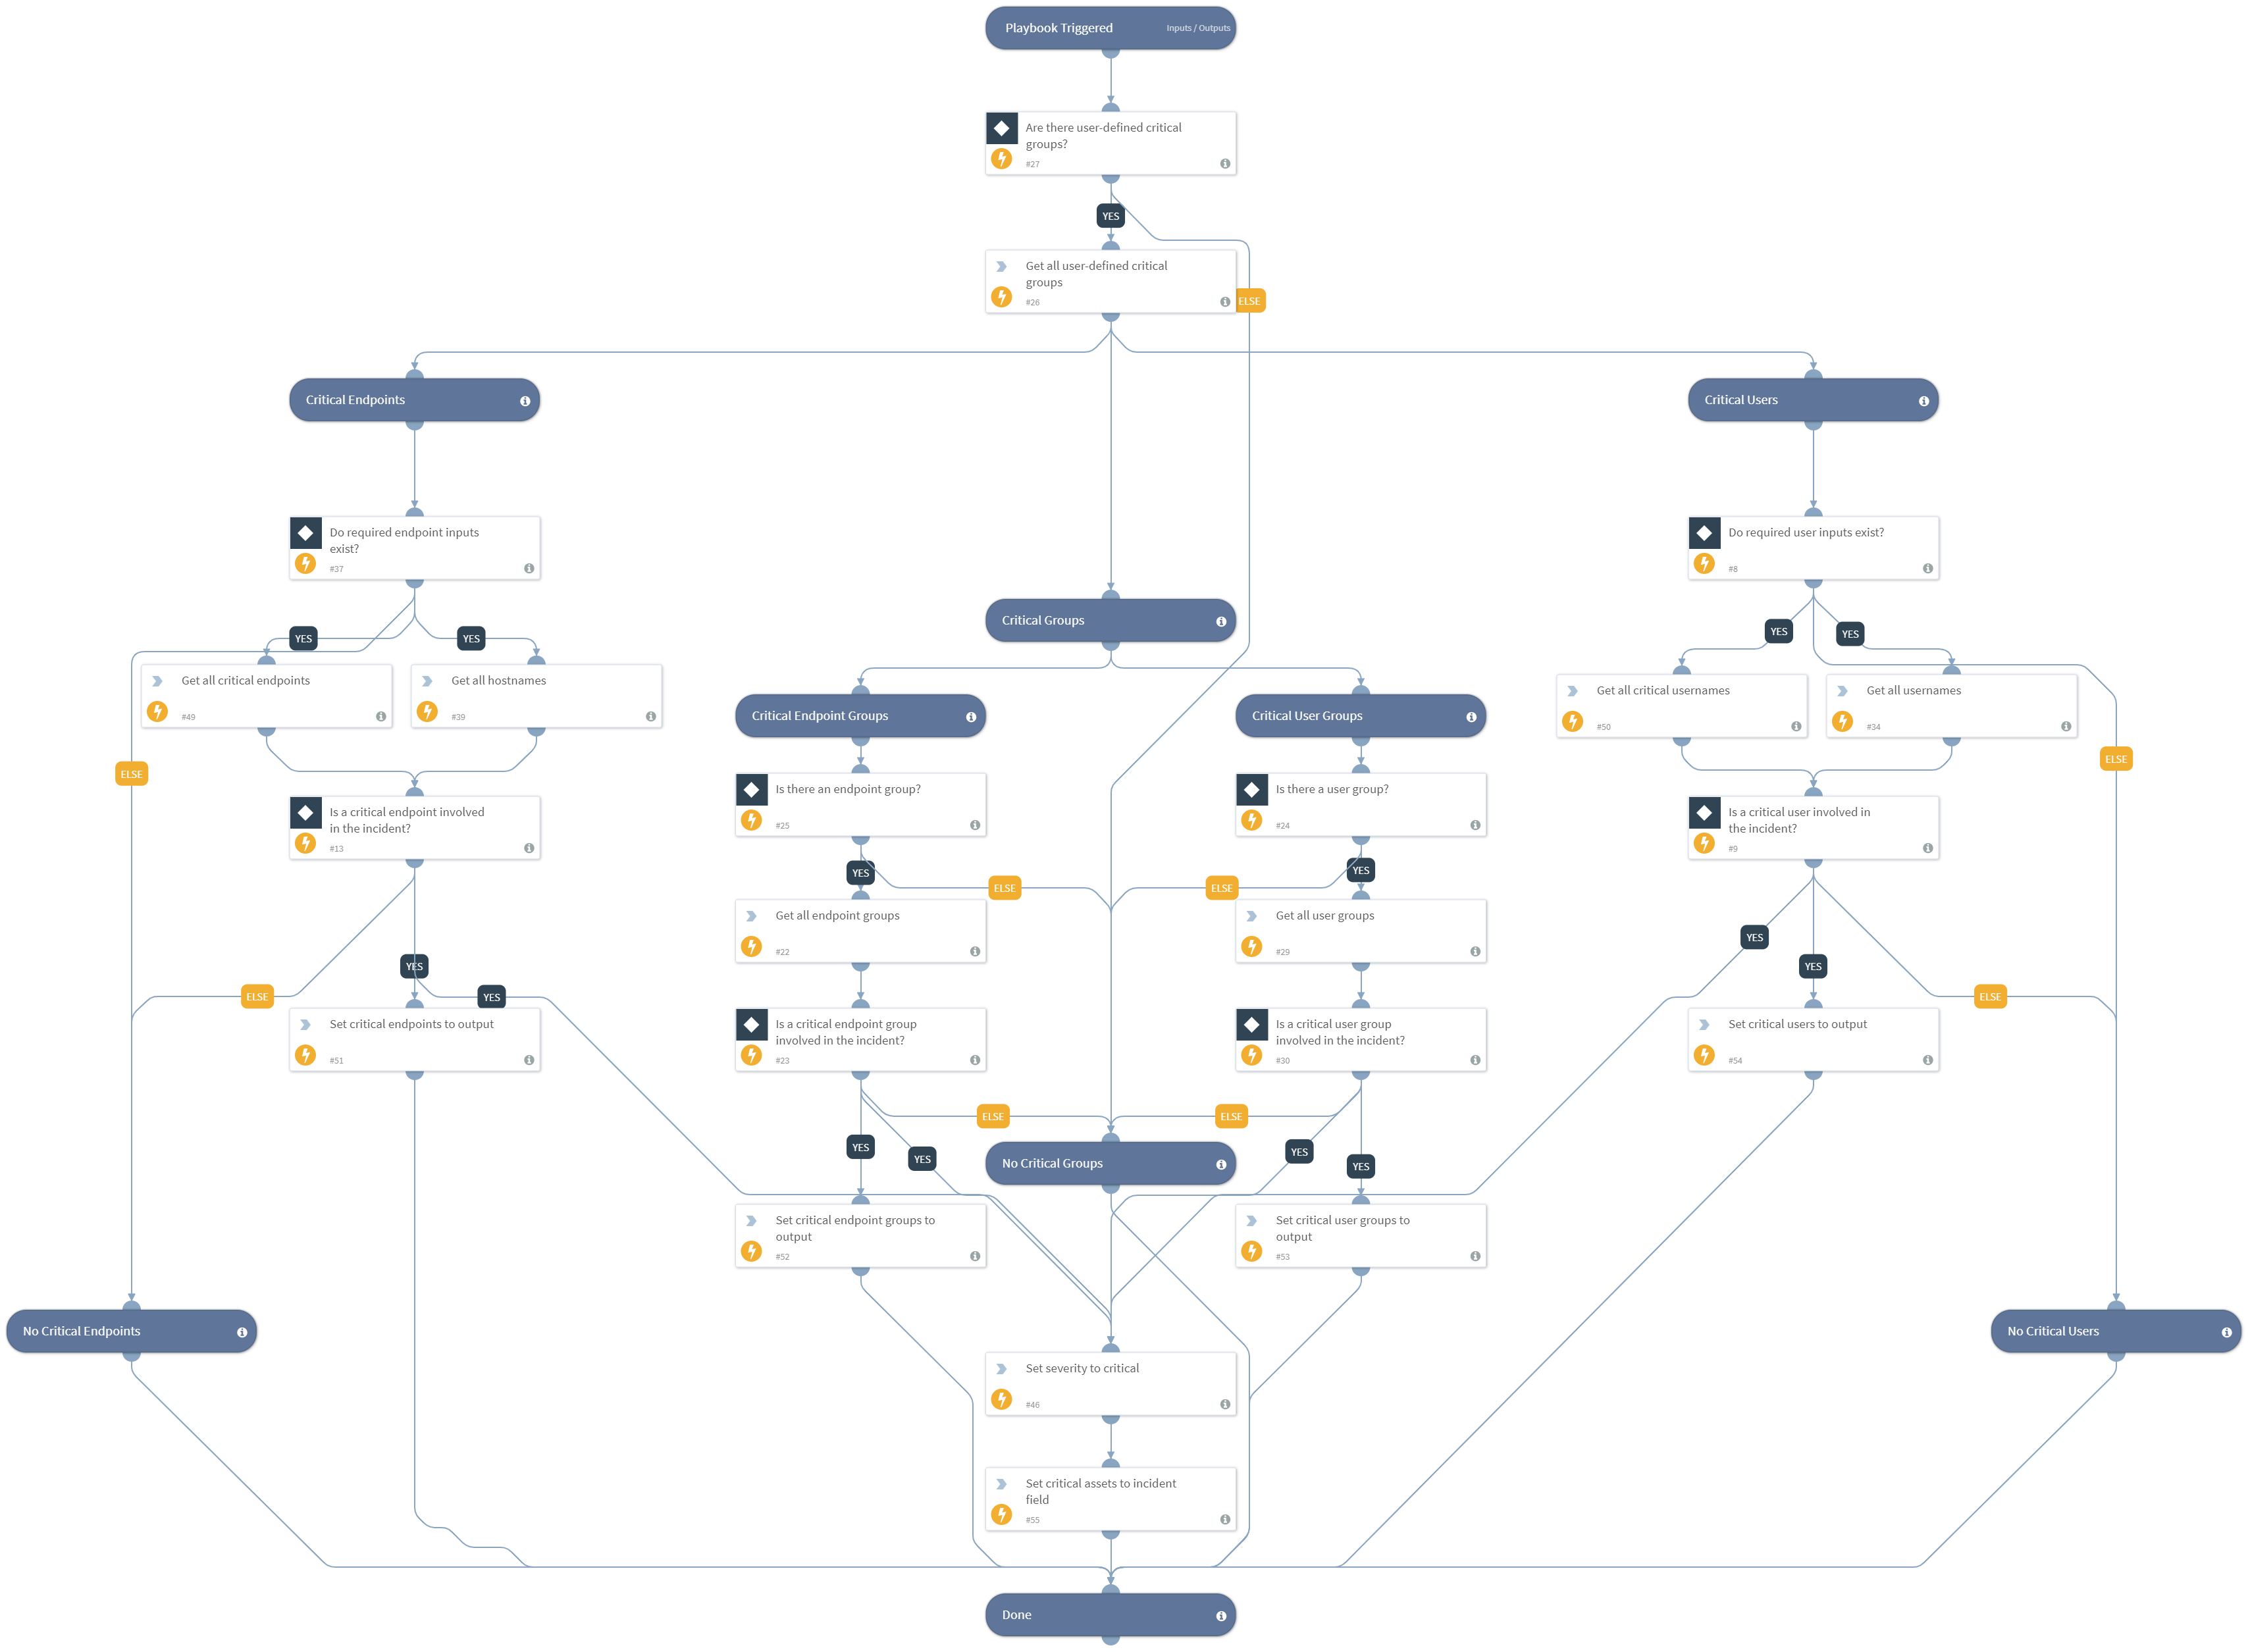 Playbook Triggered
Inputs / Outputs
Are there user-defined critical
groups?
#27
YES
Get all user-defined critical
groups
#26
ELSE
Critical Endpoints
Critical Users
Do required endpoint inputs
exist?
#37
Do required user inputs exist?
#8
YES
YES
YES
YES
Critical Groups
Get all critical endpoints
#49
Get all hostnames
#39
Get all critical usernames
#50
Get all usernames
#34
Critical Endpoint Groups
Critical User Groups
ELSE
ELSE
Is there an endpoint group?
#25
Is there a user group?
#24
Is a critical endpoint involved
in the incident?
#13
Is a critical user involved in
the incident?
#9
YES
YES
ELSE
ELSE
Get all endpoint groups
#22
Get all user groups
#29
YES
YES
YES
ELSE
YES
ELSE
Set critical endpoints to output
#51
Is a critical endpoint group
involved in the incident?
#23
Is a critical user group
involved in the incident?
#30
Set critical users to output
#54
ELSE
ELSE
YES
YES
YES
YES
No Critical Groups
Set critical endpoint groups to
output
#52
Set critical user groups to
output
#53
No Critical Endpoints
No Critical Users
Set severity to critical
#46
Set critical assets to incident
field
#55
Done